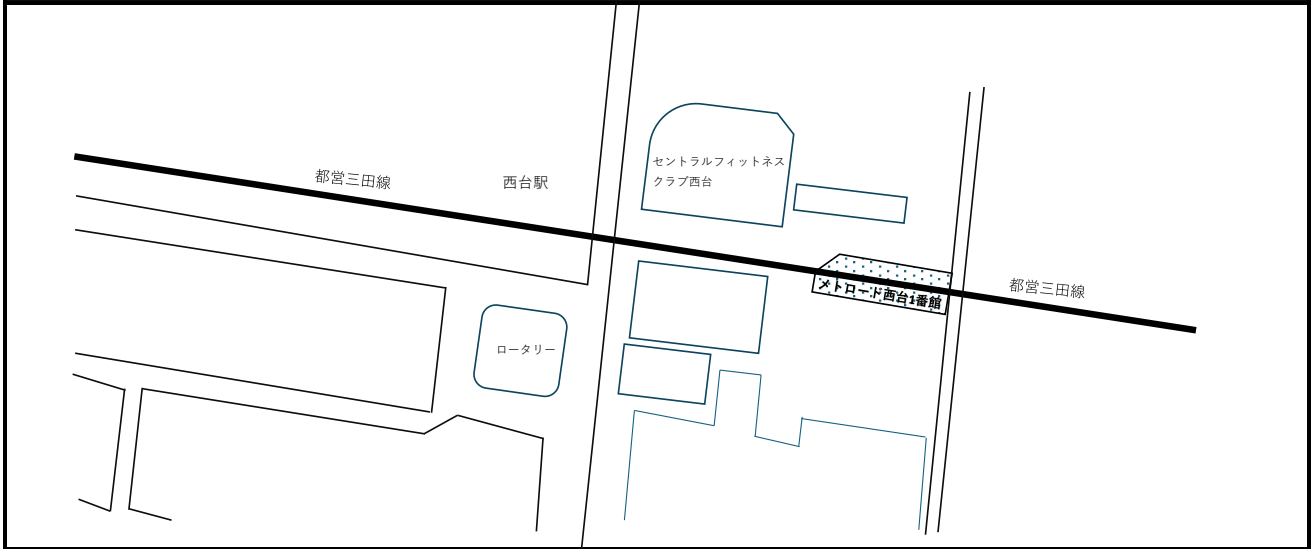 都営三田線
西台駅
セントラルフィットネス
クラブ西台
メトロード西台1番館
都営三田線
ロータリー